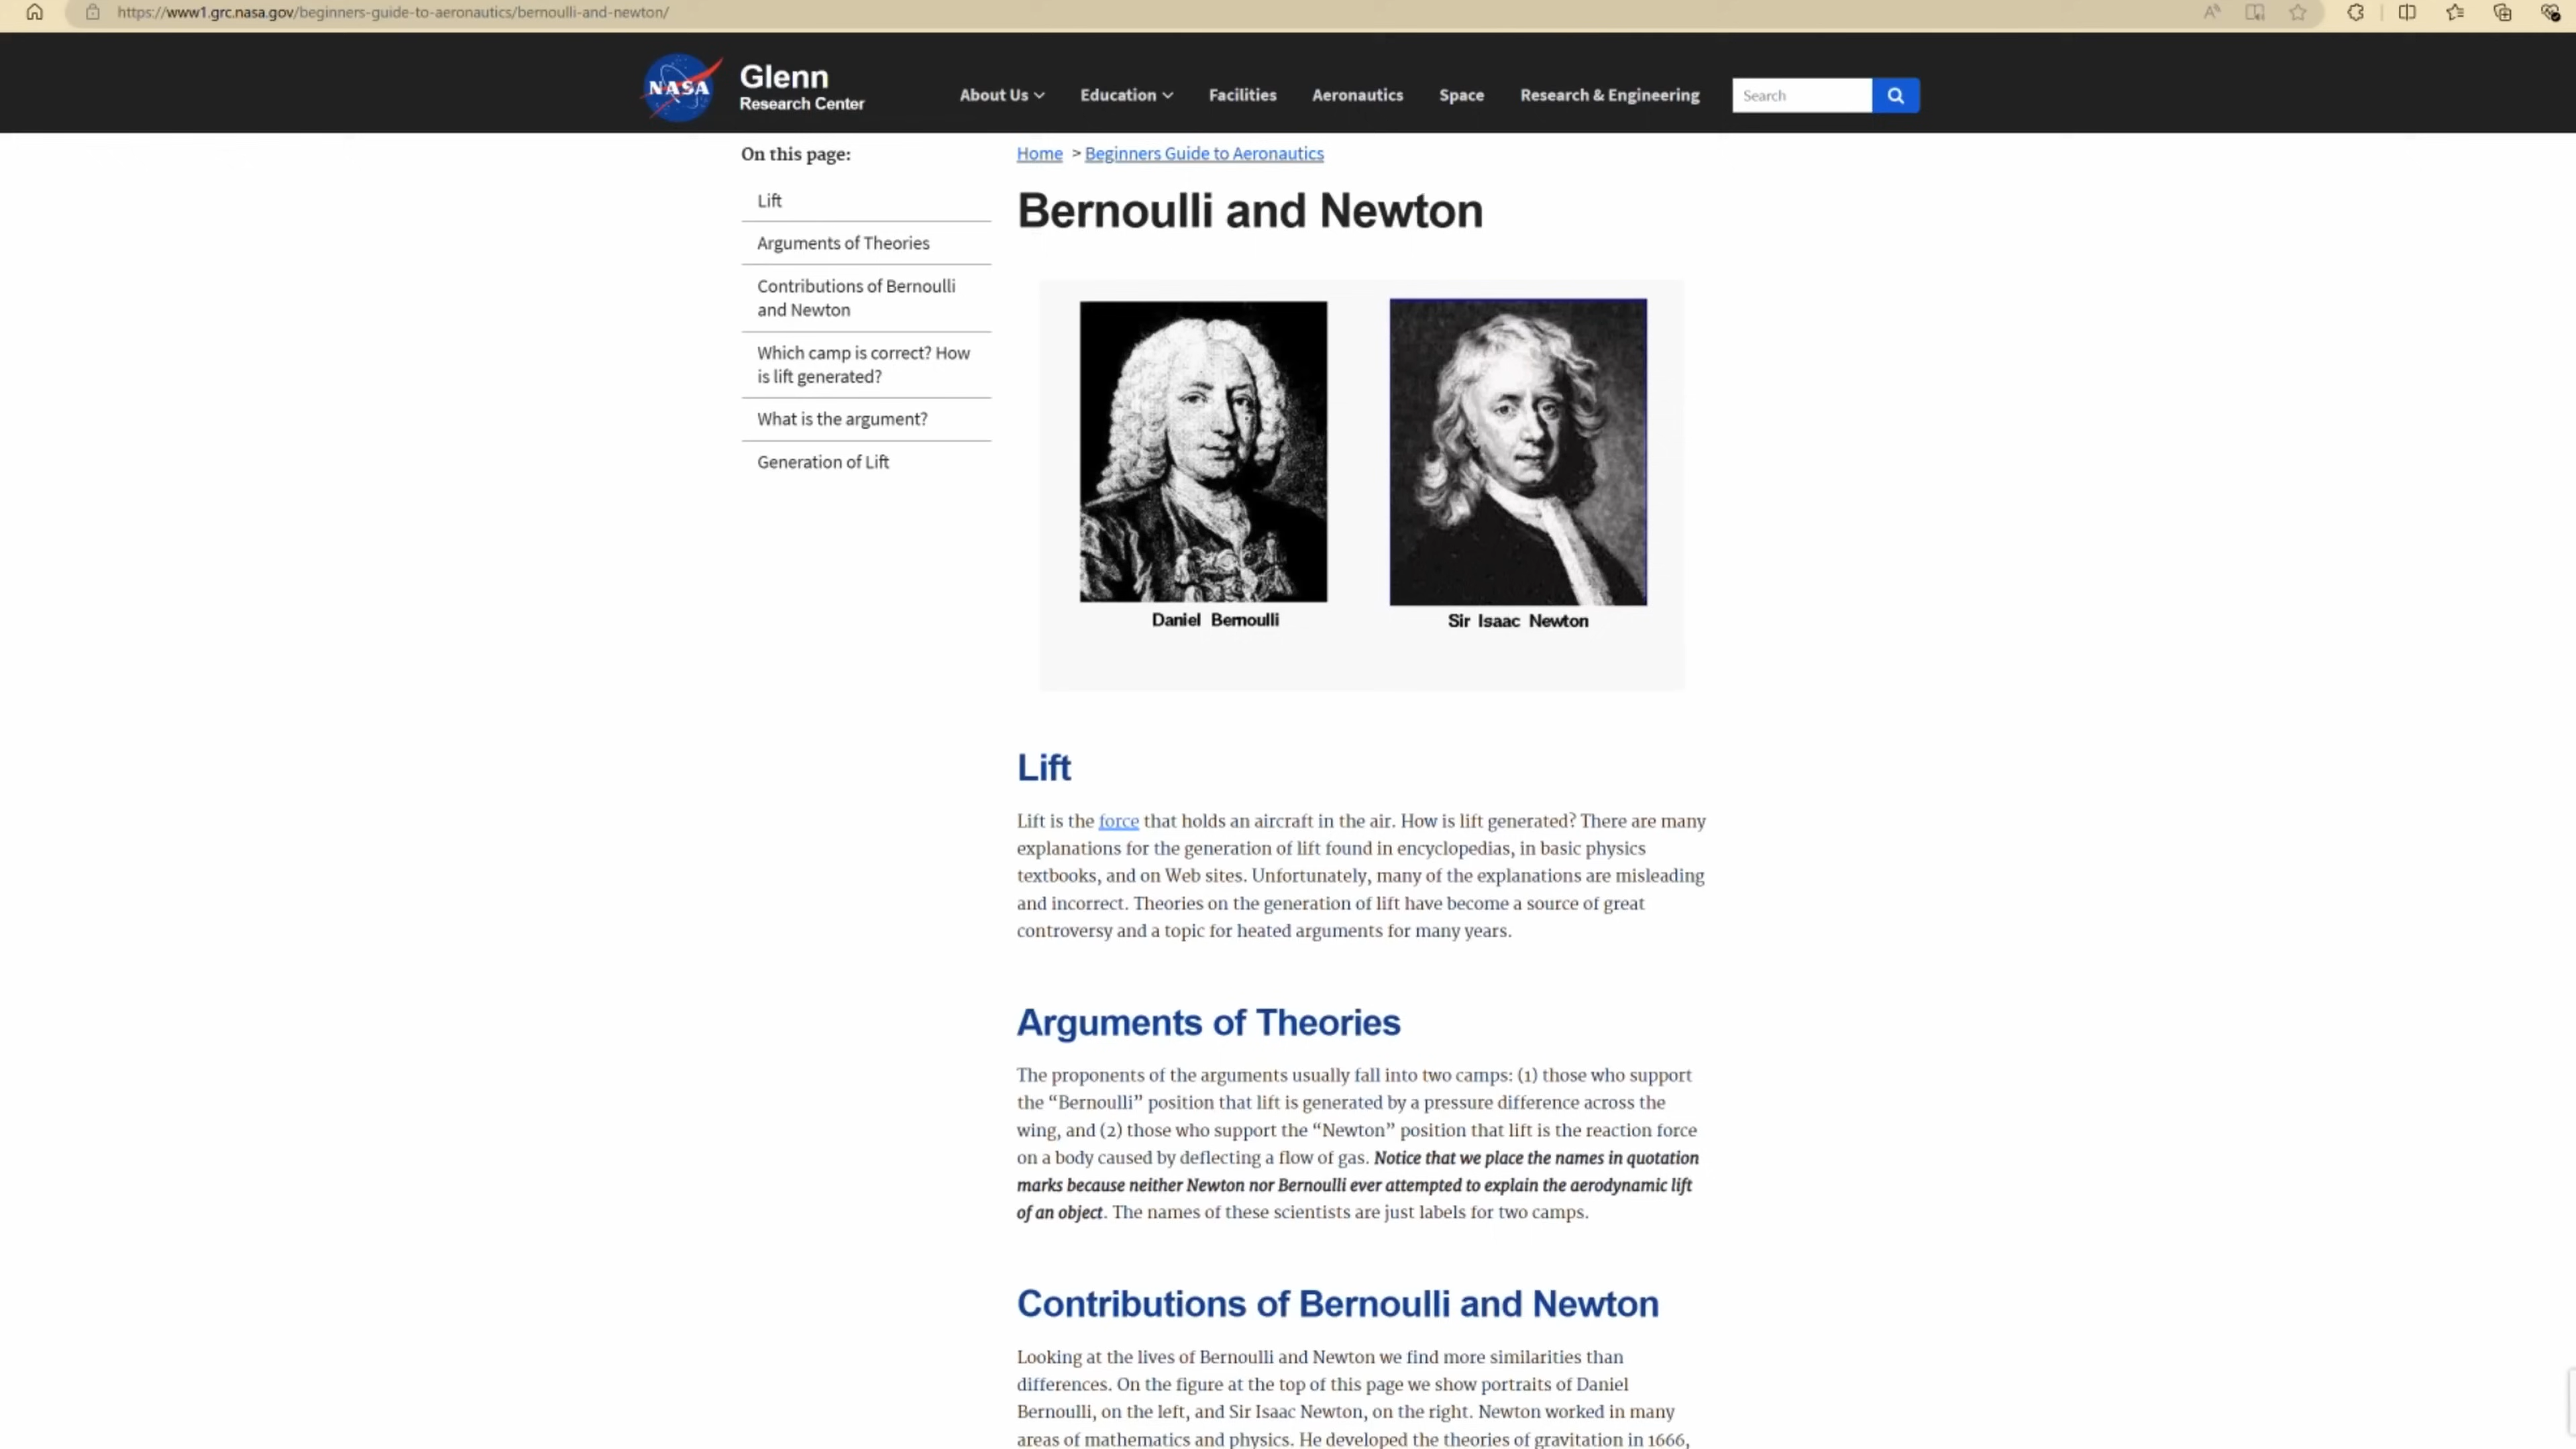 https://www1.grc.nasa.gov/beginners-guide-to-aeronautics/bernoulli-and-newton/
NASA
Glenn
Research Center
About Us
Education
Facilities
Aeronautics
Space
Research & Engineering
Search
On this page:
Lift
Arguments of Theories
Contributions of Bernoulli
and Newton
Which camp is correct? How
is lift generated?
What is the argument?
Generation of Lift
Home > Beginners Guide to Aeronautics
Bernoulli and Newton
Daniel Bernoulli
Sir Isaac Newton
Lift
Lift is the force that holds an aircraft in the air. How is lift generated? There are many
explanations for the generation of lift found in encyclopedias, in basic physics
textbooks, and on Web sites. Unfortunately, many of the explanations are misleading
and incorrect. Theories on the generation of lift have become a source of great
controversy and a topic for heated arguments for many years.
Arguments of Theories
The proponents of the arguments usually fall into two camps: (1) those who support
the “Bernoulli” position that lift is generated by a pressure difference across the
wing, and (2) those who support the “Newton” position that lift is the reaction force
on a body caused by deflecting a flow of gas. Notice that we place the names in quotation
marks because neither Newton nor Bernoulli ever attempted to explain the aerodynamic lift
of an object. The names of these scientists are just labels for two camps.
Contributions of Bernoulli and Newton
Looking at the lives of Bernoulli and Newton we find more similarities than
differences. On the figure at the top of this page we show portraits of Daniel
Bernoulli, on the left, and Sir Isaac Newton, on the right. Newton worked in many
areas of mathematics and physics. He developed the theories of gravitation in 1666,